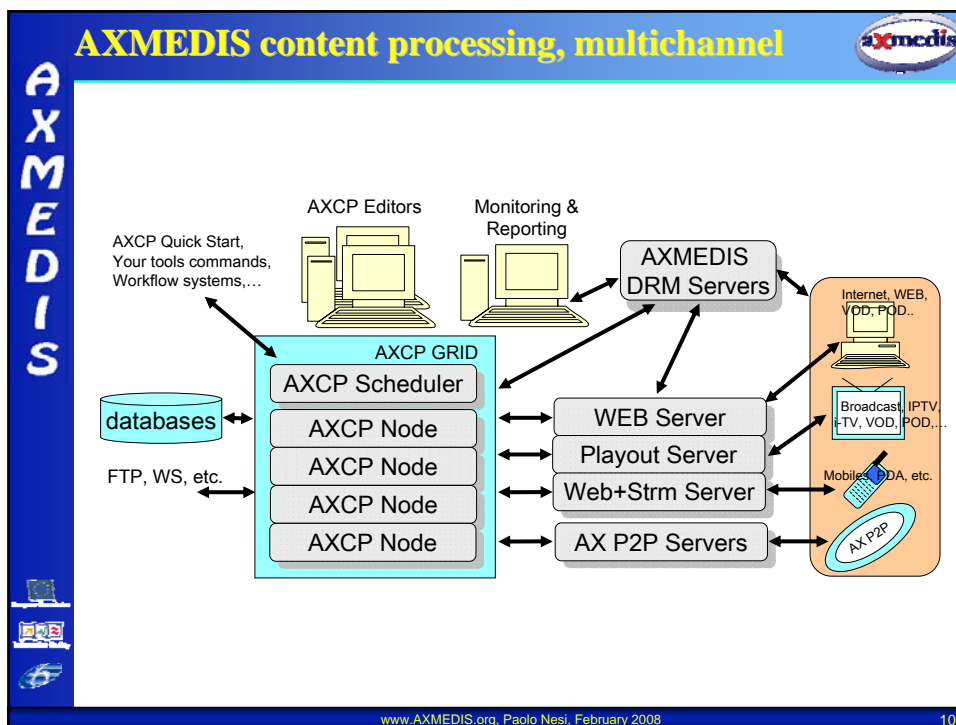 AXMEDIS content processing, multichannel
axmedis
AXMEDIS
AXCP Editors
Monitoring &
Reporting
AXCP Quick Start,
Your tools commands,
Workflow systems,…
AXMEDIS
DRM Servers
Internet, WEB,
VOD, POD..
AXCP GRID
AXCP Scheduler
databases
AXCP Node
WEB Server
Broadcast, IPTV,
i-TV, VOD, POD,…
AXCP Node
Playout Server
FTP, WS, etc.
AXCP Node
Web+Strm Server
Mobiles, PDA, etc.
AXCP Node
AX P2P Servers
AX P2P
www.AXMEDIS.org, Paolo Nesi, February 2008
10